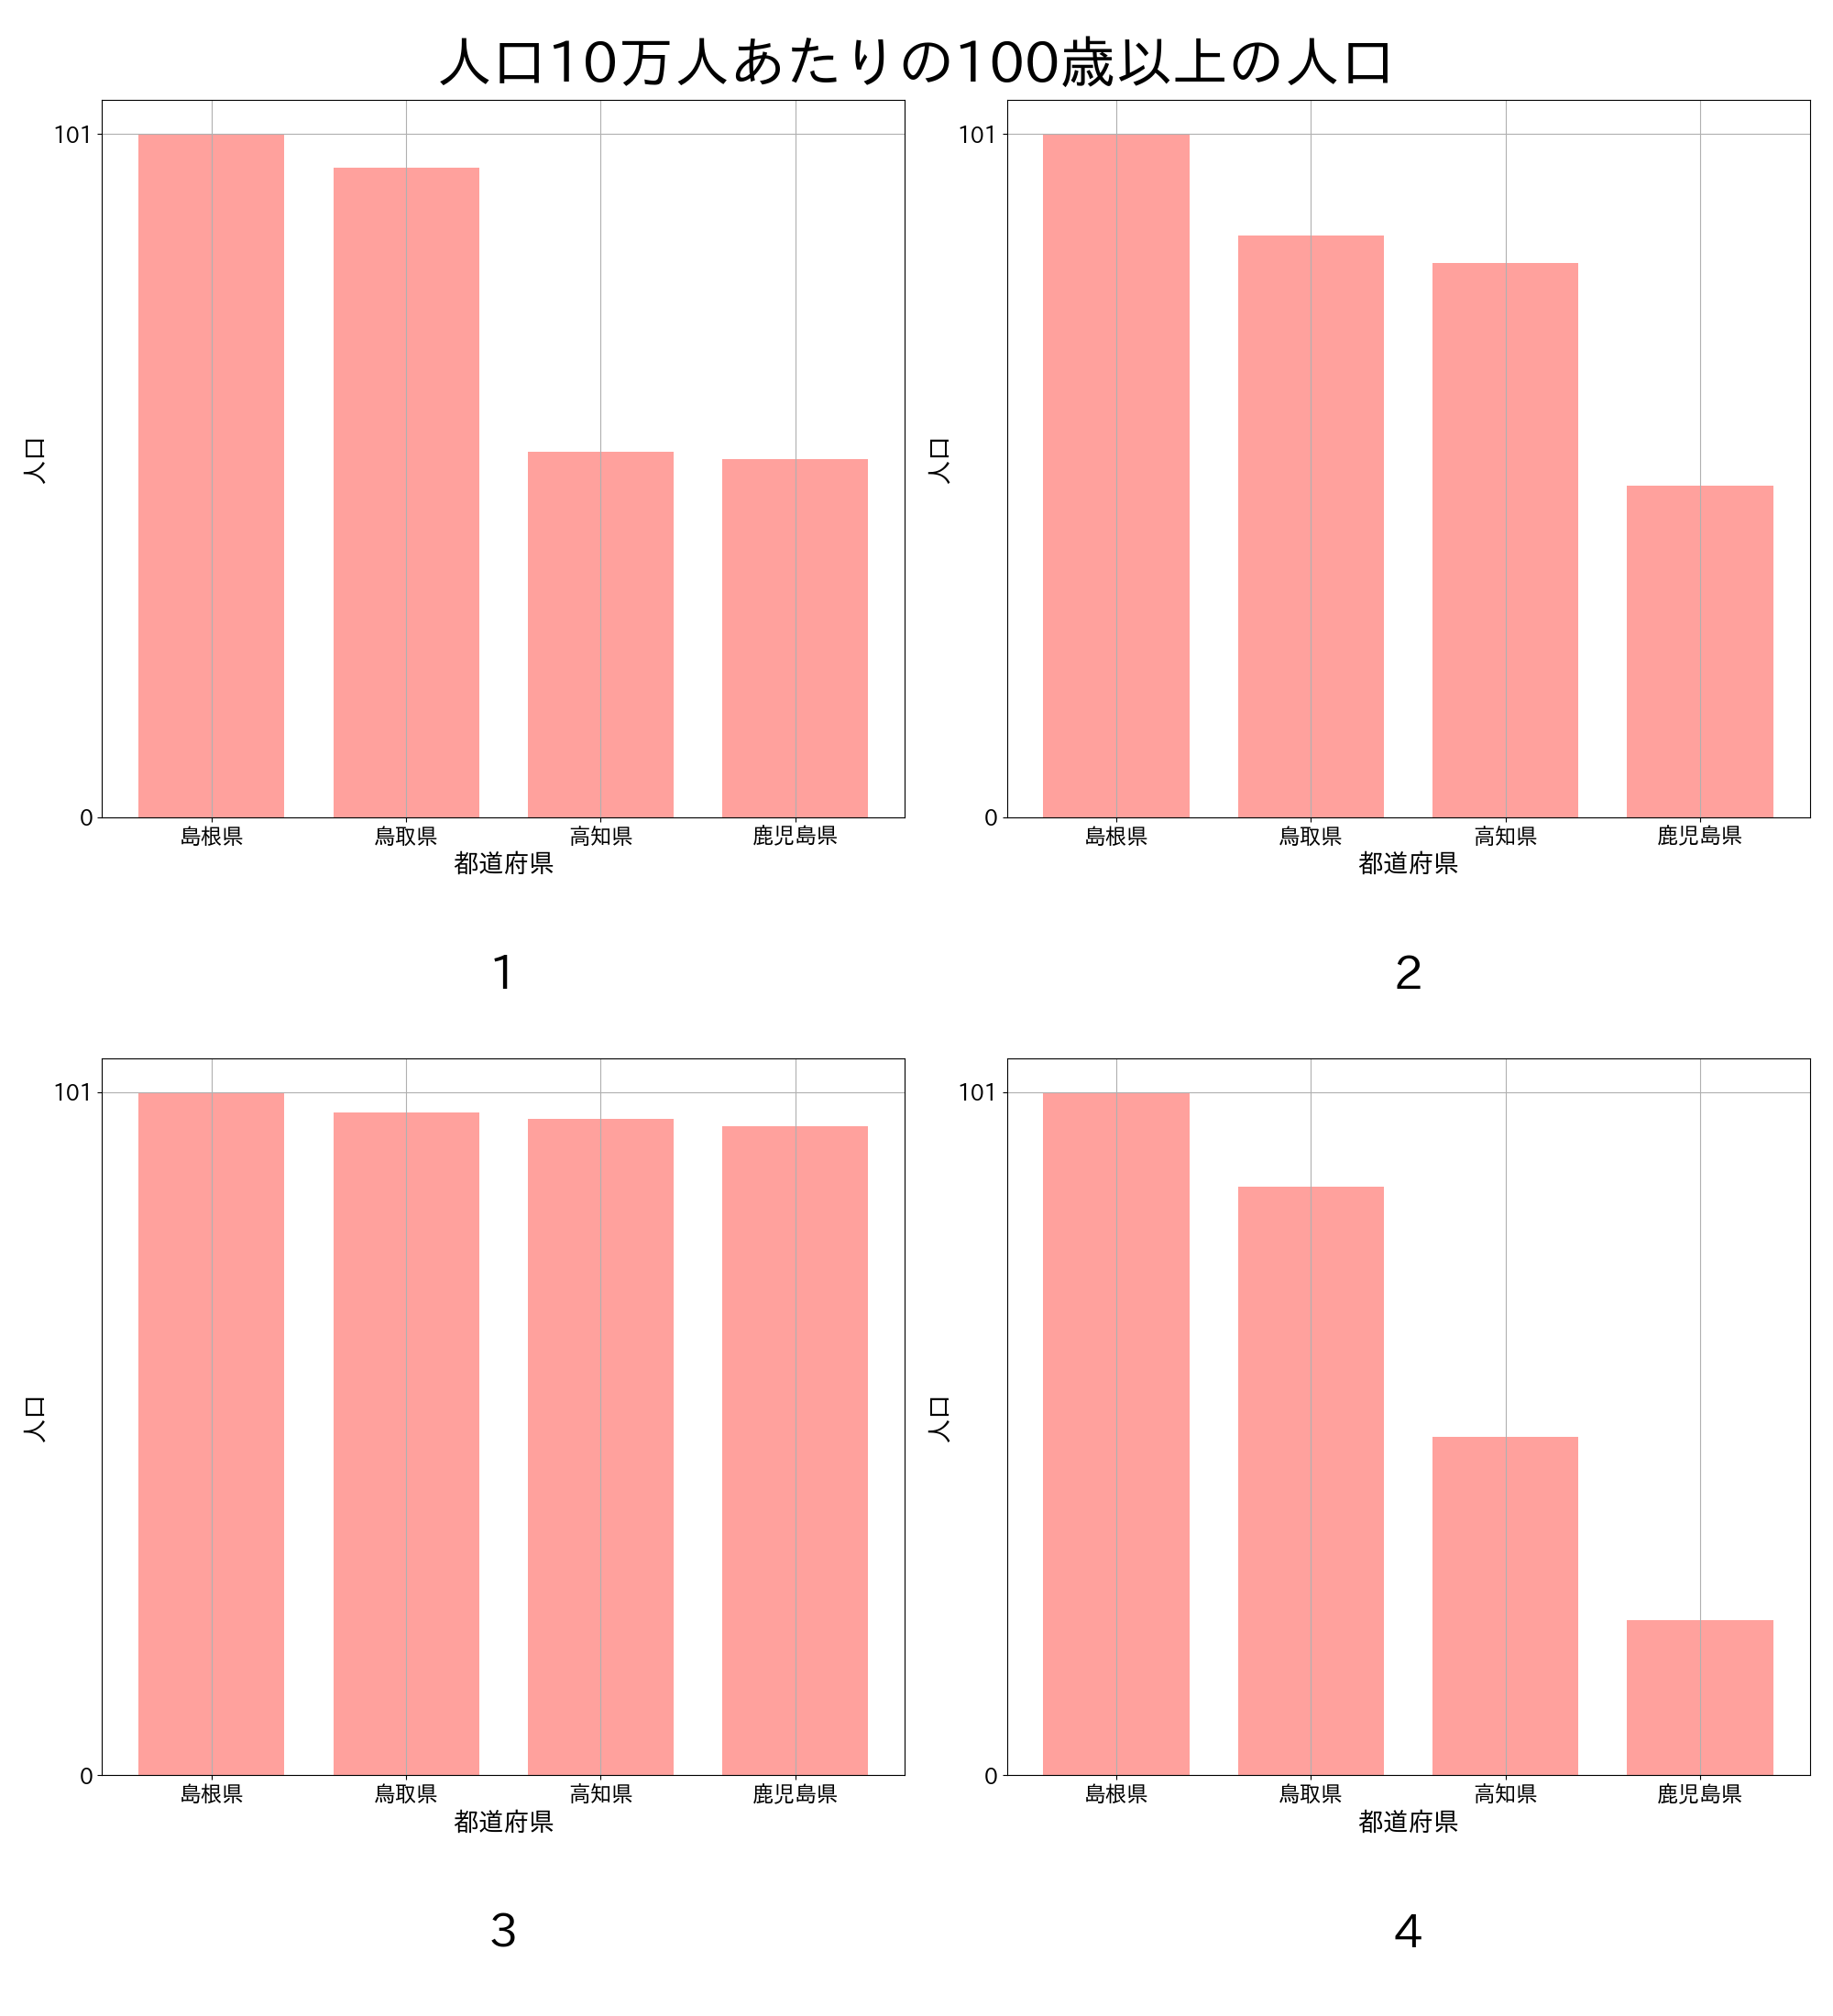 人口10万人あたりの100歳以上の人口
101
0
人口
島根県 鳥取県 高知県 鹿児島県
都道府県
1
101
0
人口
島根県 鳥取県 高知県 鹿児島県
都道府県
2
101
0
人口
島根県 鳥取県 高知県 鹿児島県
都道府県
3
101
0
人口
島根県 鳥取県 高知県 鹿児島県
都道府県
4